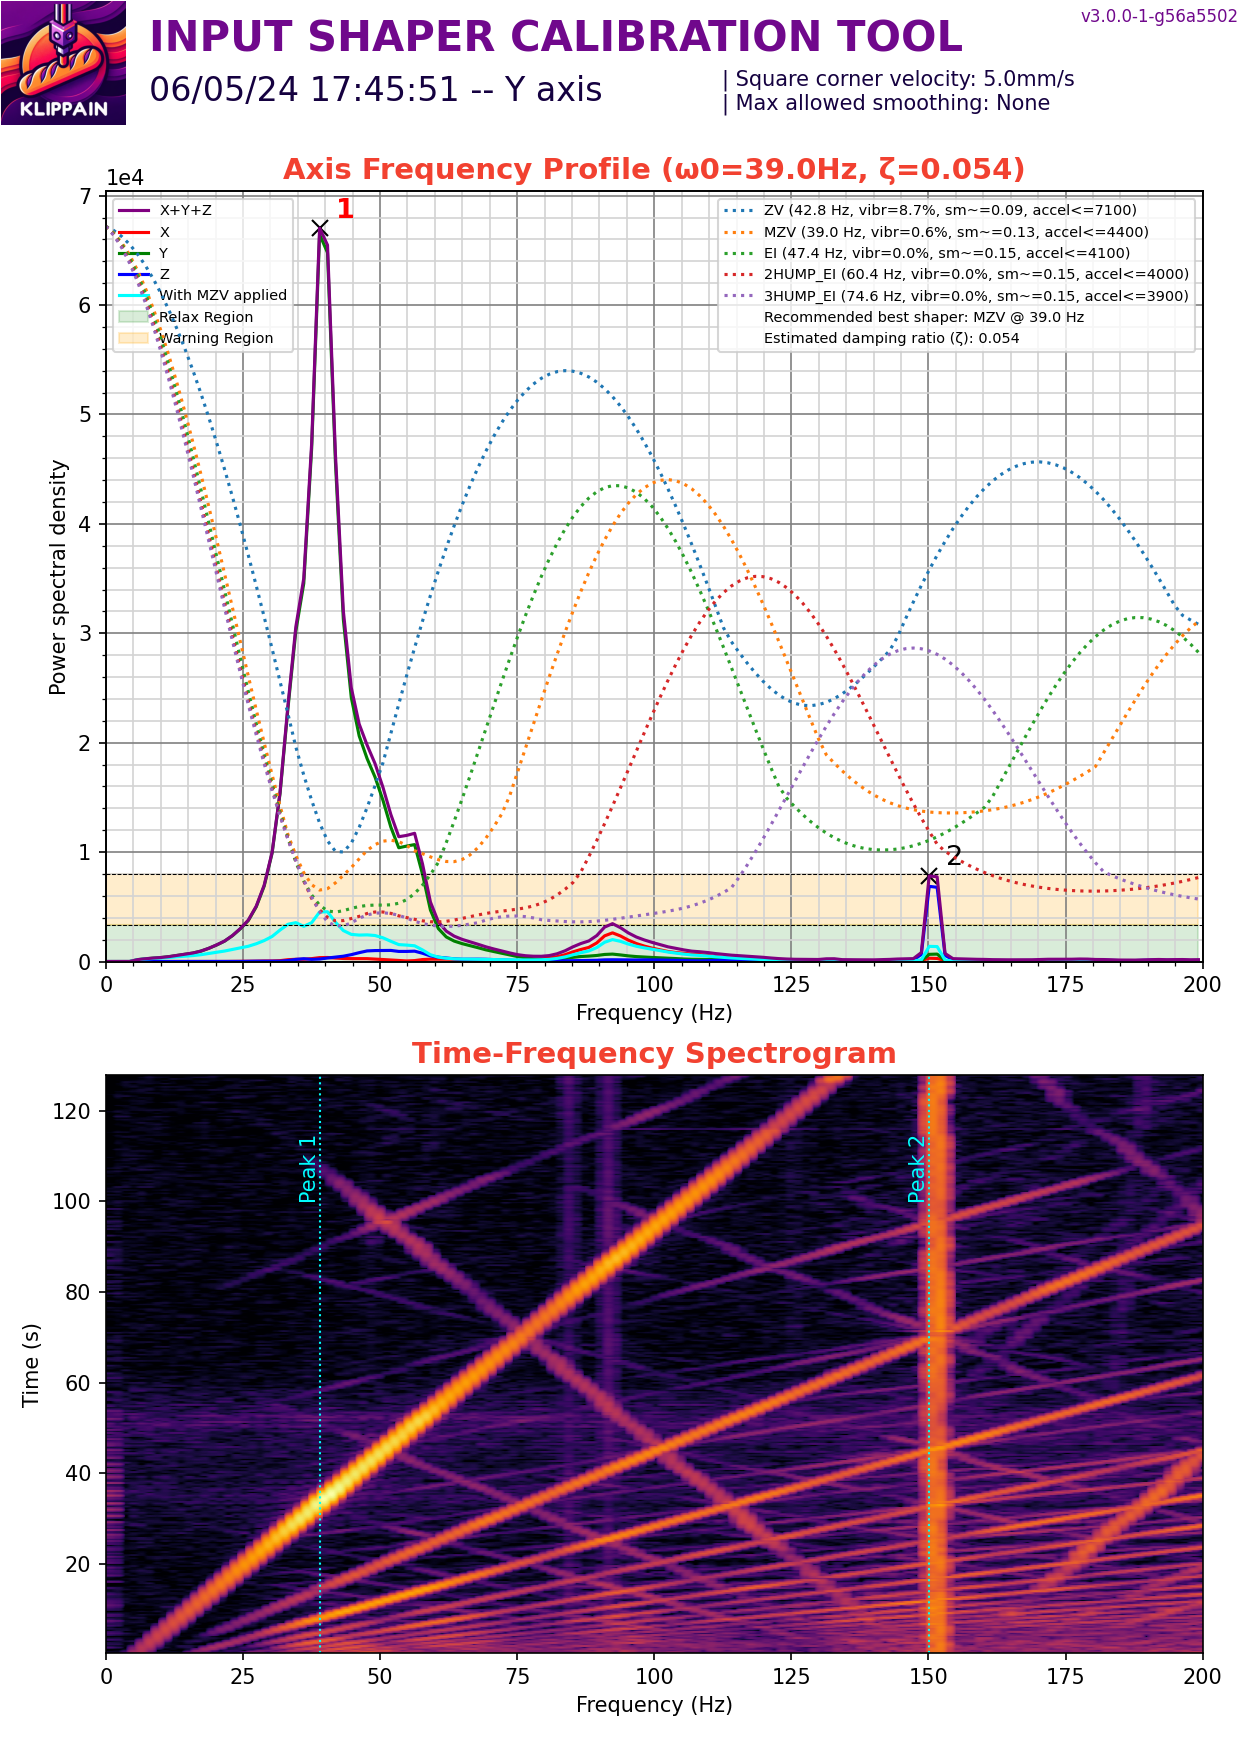 v3.0.0-1-g56a5502
INPUT SHAPER CALIBRATION TOOL
06/05/24 17:45:51 -- Y axis
| Square corner velocity: 5.0mm/s
| Max allowed smoothing: None
KLIPPAIN
Axis Frequency Profile (ω0=39.0Hz, ζ=0.054)
1e4
7
6
5
4
3
2
1
0
Power spectral density
X+Y+Z
X
Y
Z
With MZV applied
Relax Region
Warning Region
1
ZV (42.8 Hz, vibr=8.7%, sm~=0.09, accel<=7100)
MZV (39.0 Hz, vibr=0.6%, sm~=0.13, accel<=4400)
EI (47.4 Hz, vibr=0.0%, sm~=0.15, accel<=4100)
2HUMP_EI (60.4 Hz, vibr=0.0%, sm~=0.15, accel<=4000)
3HUMP_EI (74.6 Hz, vibr=0.0%, sm~=0.15, accel<=3900)
Recommended best shaper: MZV @ 39.0 Hz
Estimated damping ratio (ζ): 0.054
2
0 25 50 75 100 125 150 175 200
Frequency (Hz)
Time-Frequency Spectrogram
120
100
80
60
40
20
Time (s)
Peak 1
Peak 2
0 25 50 75 100 125 150 175 200
Frequency (Hz)